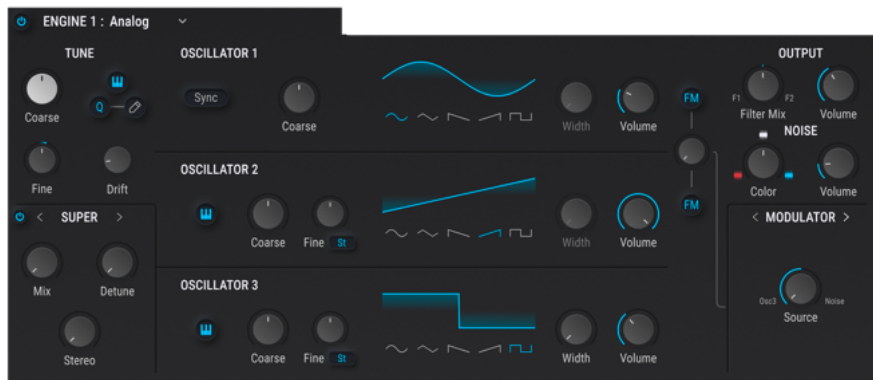 ENGINE 1 : Analog
TUNE
Coarse
Q
Fine
Drift
< SUPER >
Mix
Detune
Stereo
OSCILLATOR 1
Sync
Coarse
Width
Volume
OSCILLATOR 2
Coarse
Fine
St
Width
Volume
OSCILLATOR 3
Coarse
Fine
St
Width
Volume
FM
FM
OUTPUT
F1
F2
Filter Mix
Volume
NOISE
Color
Volume
< MODULATOR >
Osc3
Noise
Source